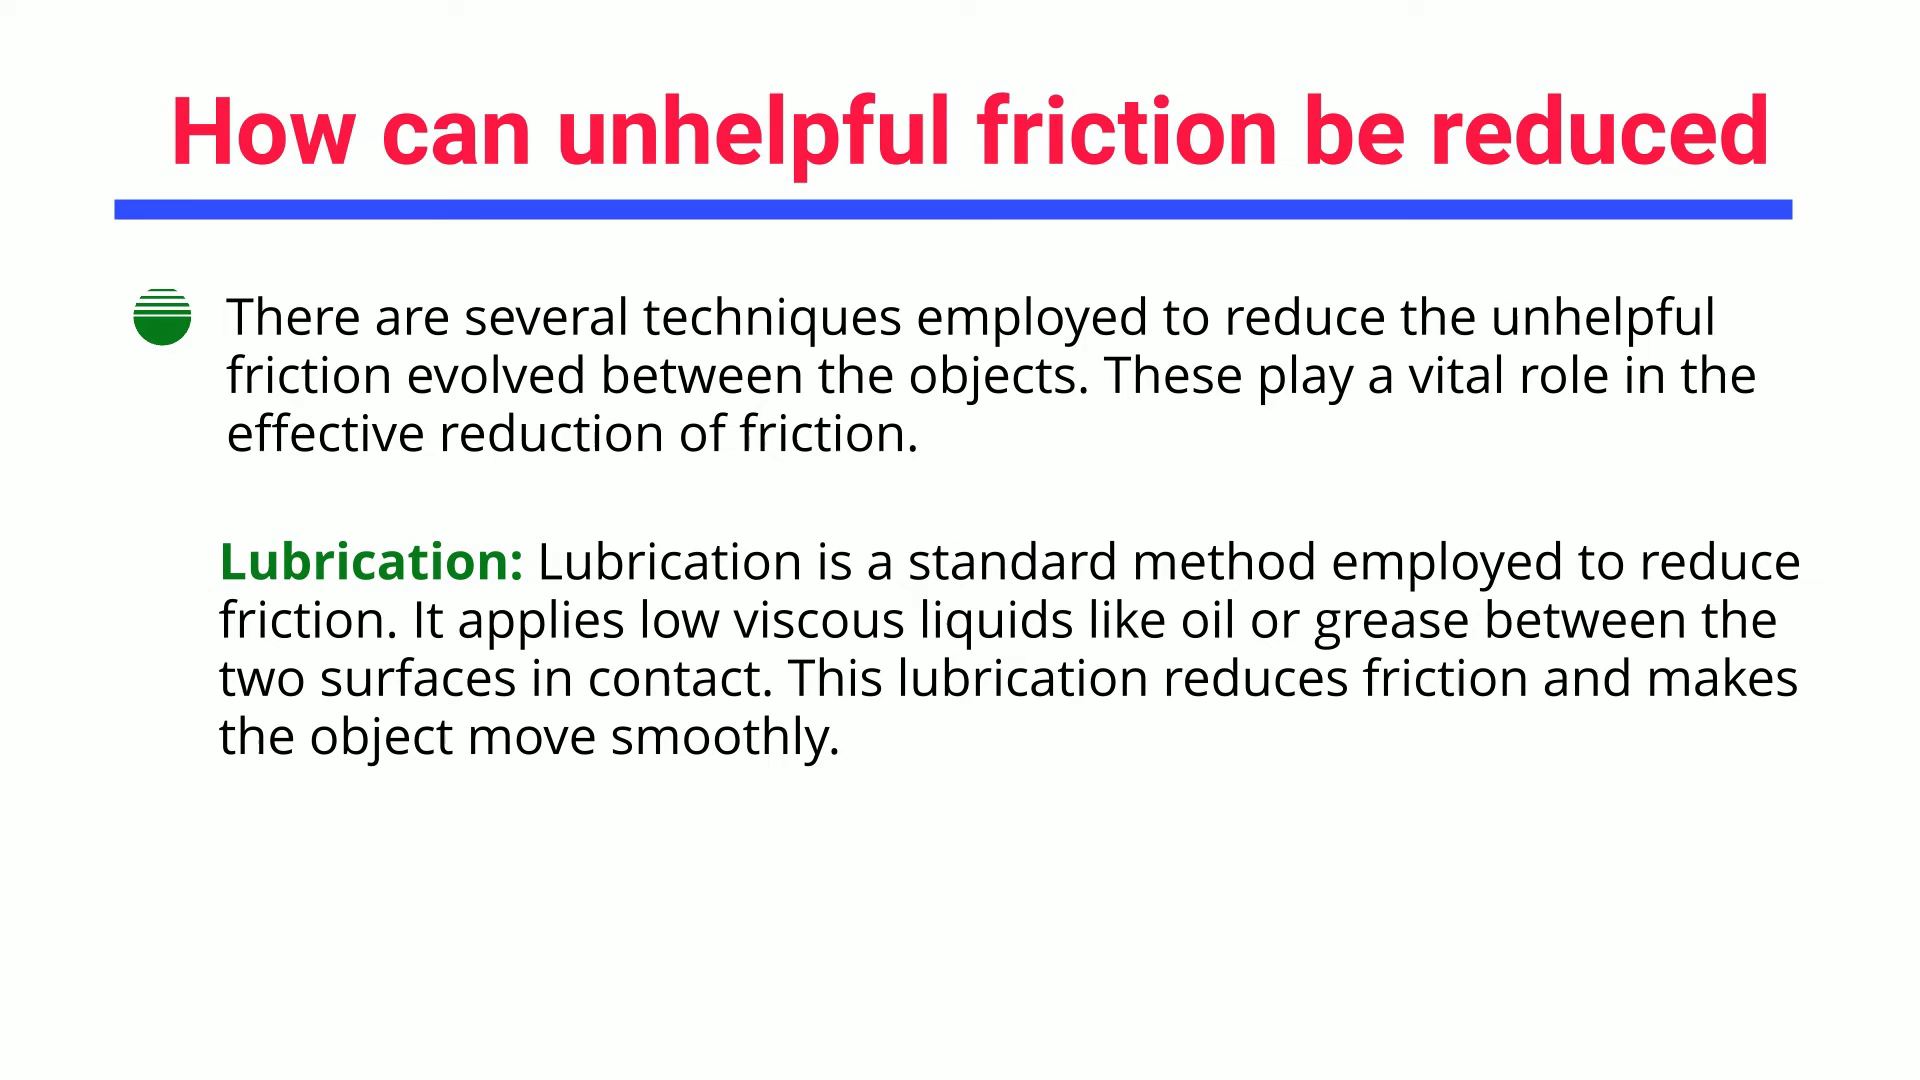 How can unhelpful friction be reduced
There are several techniques employed to reduce the unhelpful
friction evolved between the objects. These play a vital role in the
effective reduction of friction.
Lubrication: Lubrication is a standard method employed to reduce
friction. It applies low viscous liquids like oil or grease between the
two surfaces in contact. This lubrication reduces friction and makes
the object move smoothly.